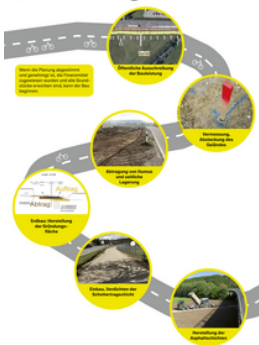 Wenn die Planung abgestimmt
und genehmigt ist, die Finanzmittel
zugewiesen wurden und alle Grund-
stücke erworben sind, kann der Bau
beginnen.
Öffentliche Ausschreibung
der Bauleistung
Vermessung,
Absteckung des
Geländes
Abtragung von Humus
und seitliche
Lagerung
Auftrag
Abtrag
Erdbau: Herstellung
der Gründungs-
fläche
Einbau, Verdichten der
Schottertragschicht
Herstellung der
Asphaltschichten